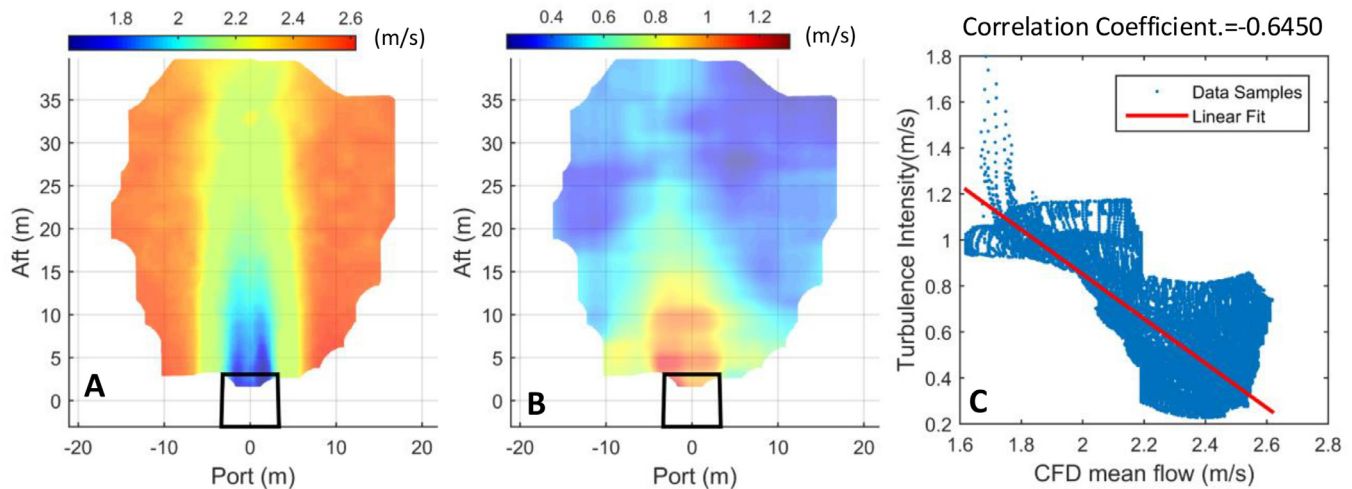 1.8 2 2.2 2.4 2.6 (m/s)
35
30
25
20
15
10
5
0
Aft (m)
A
-20 -10 0 10 20
Port (m)
0.4 0.6 0.8 1 1.2 (m/s)
35
30
25
20
15
10
5
0
Aft (m)
B
-20 -10 0 10 20
Port (m)
Correlation Coefficient.=-0.6450
1.8
1.6
1.4
1.2
1
0.8
0.6
0.4
0.2
Turbulence Intensity(m/s)
Data Samples
Linear Fit
C
1.6 1.8 2 2.2 2.4 2.6 2.8
CFD mean flow (m/s)